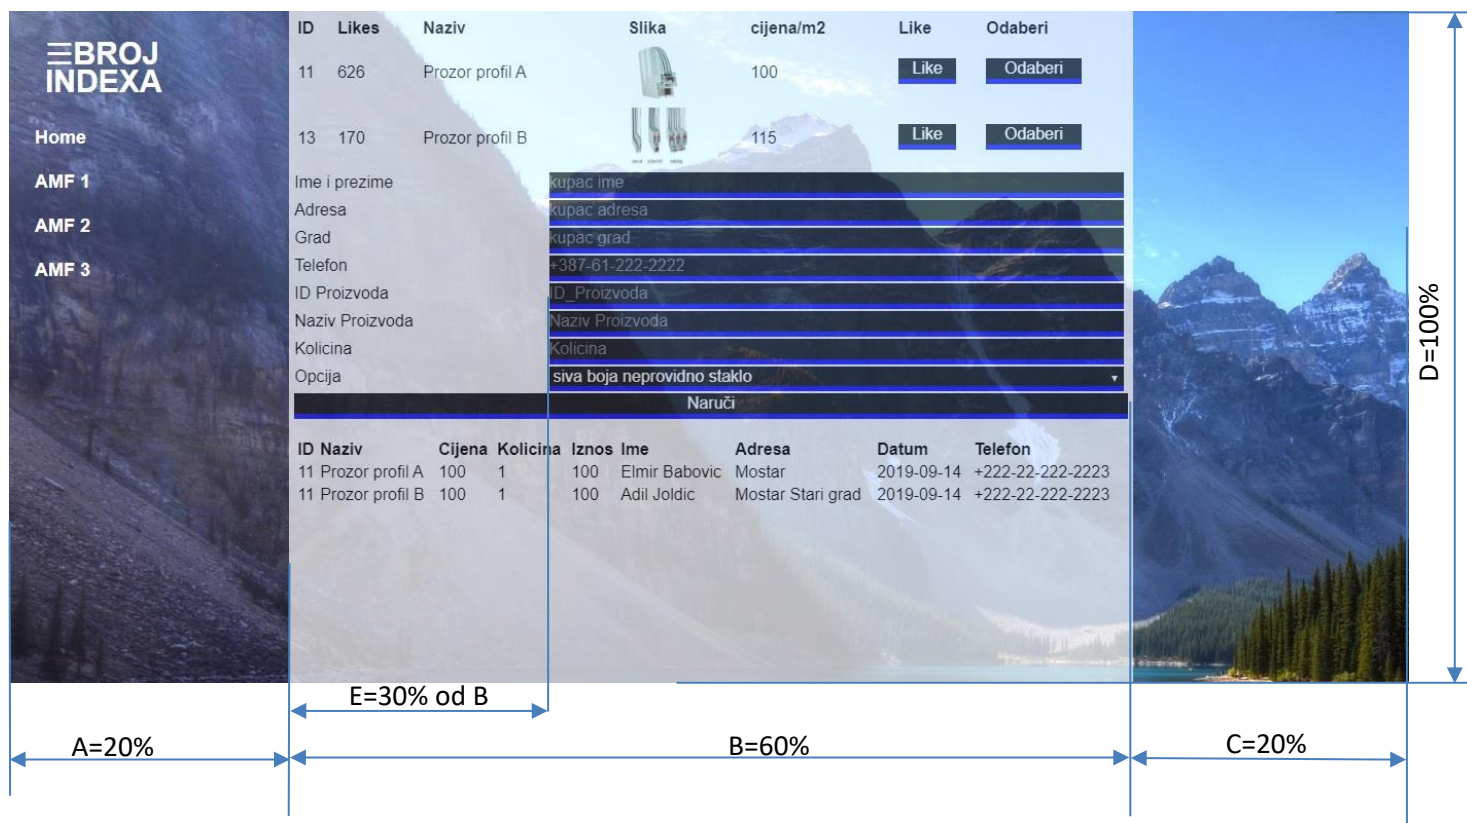 BROJ
INDEXA
Home
AMF 1
AMF 2
AMF 3
ID Likes Naziv Slika cijena/m2 Like Odaberi
11 626 Prozor profil A 100 Like Odaberi
13 170 Prozor profil B 115 Like Odaberi
Ime i prezime kupac ime
Adresa kupac adresa
Grad kupac grad
Telefon +387-61-222-2222
ID Proizvoda ID_Proizvoda
Naziv Proizvoda Naziv Proizvoda
Kolicina Kolicina
Opcija siva boja neprovidno staklo
Naruči
ID Naziv Cijena Kolicina Iznos Ime Adresa Datum Telefon
11 Prozor profil A 100 1 100 Elmir Babovic Mostar 2019-09-14 +222-22-222-2223
11 Prozor profil B 100 1 100 Adil Joldic Mostar Stari grad 2019-09-14 +222-22-222-2223
D=100%
E=30% od B
A=20%
B=60%
C=20%